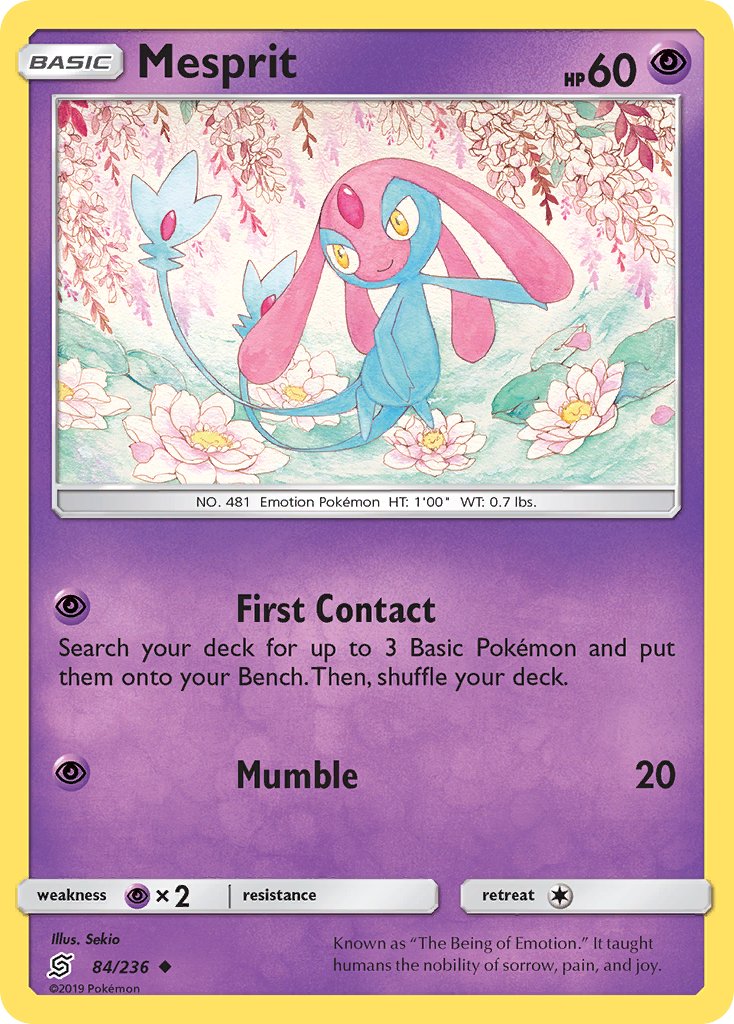 BASIC Mesprit HP 60
NO. 481 Emotion Pokémon HT: 1'00" WT: 0.7 lbs.
First Contact
Search your deck for up to 3 Basic Pokémon and put
them onto your Bench. Then, shuffle your deck.
Mumble 20
weakness × 2 resistance retreat
Illus. Sekio
84/236
©2019 Pokémon
Known as “The Being of Emotion.” It taught
humans the nobility of sorrow, pain, and joy.